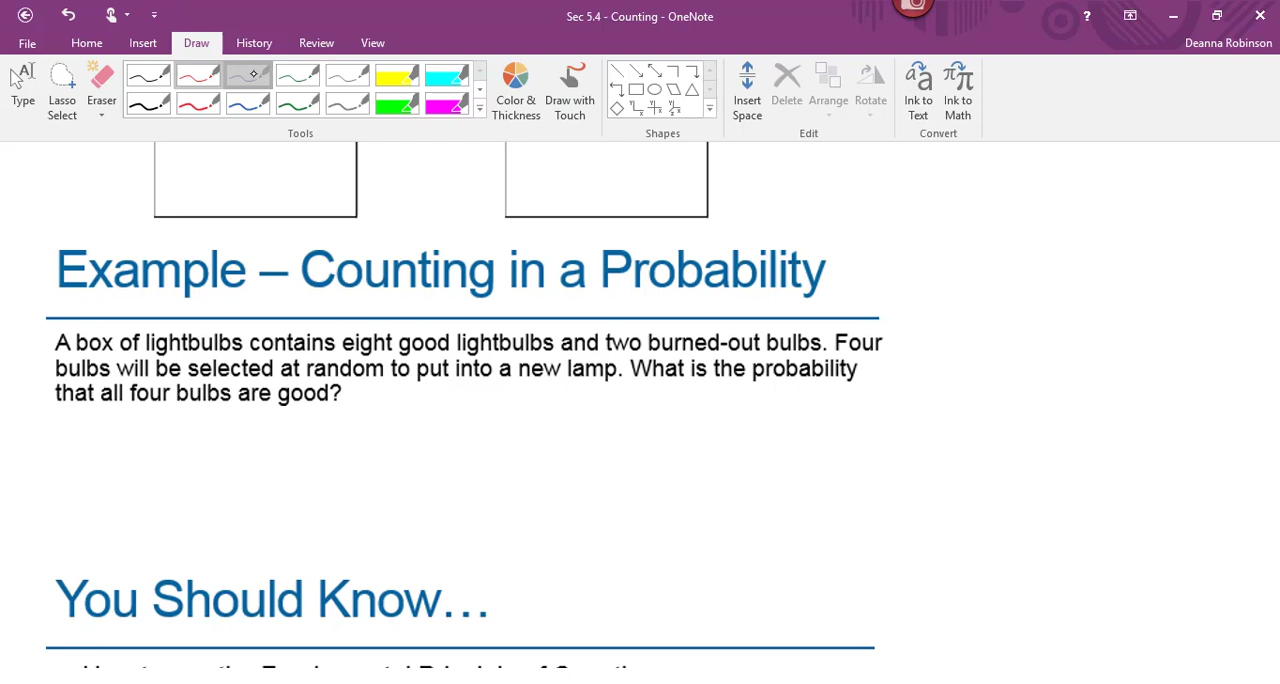 Sec 5.4 - Counting - OneNote
?
File
Home
Insert
Draw
History
Review
View
Deanna Robinson
Type
Lasso
Select
Eraser
Color &
Thickness
Draw with
Touch
Insert
Space
Delete
Arrange
Rotate
Ink to
Text
Ink to
Math
Tools
Shapes
Edit
Convert
Example – Counting in a Probability
A box of lightbulbs contains eight good lightbulbs and two burned-out bulbs. Four
bulbs will be selected at random to put into a new lamp. What is the probability
that all four bulbs are good?
You Should Know…